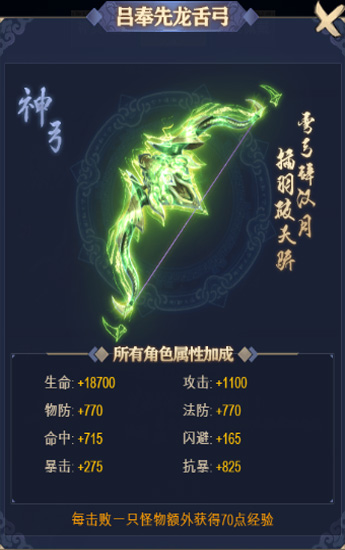 吕奉先龙舌弓
神弓
弯弓碎汉月
插羽破天骄
所有角色属性加成
生命: +18700 攻击: +1100
物防: +770 法防: +770
命中: +715 闪避: +165
暴击: +275 抗暴: +825
每击败一只怪物额外获得70点经验